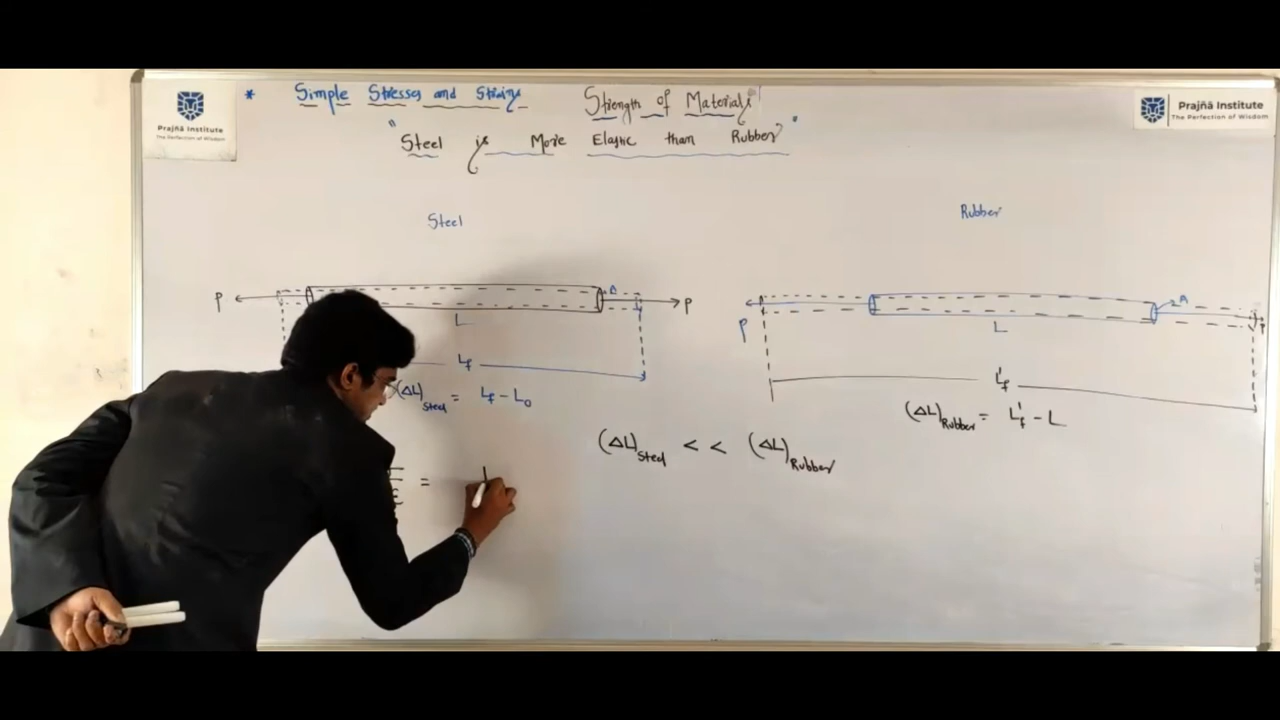 * Simple Stresses and Strains Strength of Materials
"Steel is More Elastic than Rubber"
Prajñā Institute
The Perfection of Wisdom
Prajñā Institute
The Perfection of Wisdom
Steel
Rubber
P A P
L
Lf
(ΔL)Steel = Lf - L0
P A P
L
L'f
(ΔL)Rubber = L'f - L
(ΔL)Steel < < (ΔL)Rubber
=